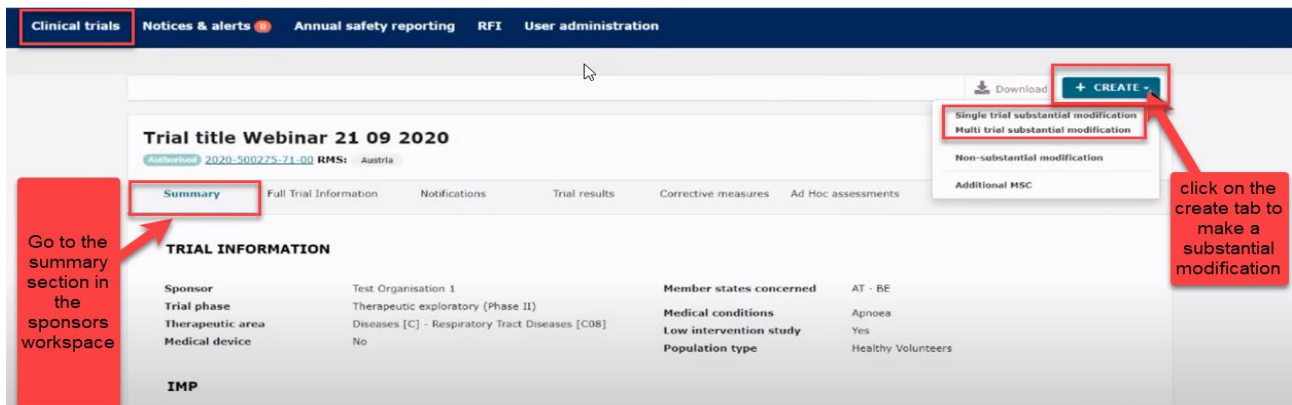 Clinical trials Notices & alerts 0 Annual safety reporting RFI User administration
Download + CREATE
Single trial substantial modification
Multi trial substantial modification
Non-substantial modification
Additional MSC
Trial title Webinar 21 09 2020
Authorised 2020-500275-71-00 RMS: Austria
Summary Full Trial Information Notifications Trial results Corrective measures Ad Hoc assessments
click on the
create tab to
make a
substantial
modification
Go to the
summary
section in
the
sponsors
workspace
TRIAL INFORMATION
Sponsor Test Organisation 1
Trial phase Therapeutic exploratory (Phase II)
Therapeutic area Diseases [C] - Respiratory Tract Diseases [C08]
Medical device No
Member states concerned AT - BE
Medical conditions Apnoea
Low intervention study Yes
Population type Healthy Volunteers
IMP